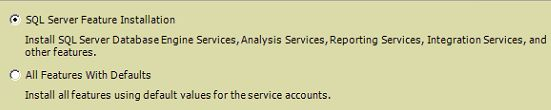 SQL Server Feature Installation
Install SQL Server Database Engine Services, Analysis Services, Reporting Services, Integration Services, and
other features.
All Features With Defaults
Install all features using default values for the service accounts.